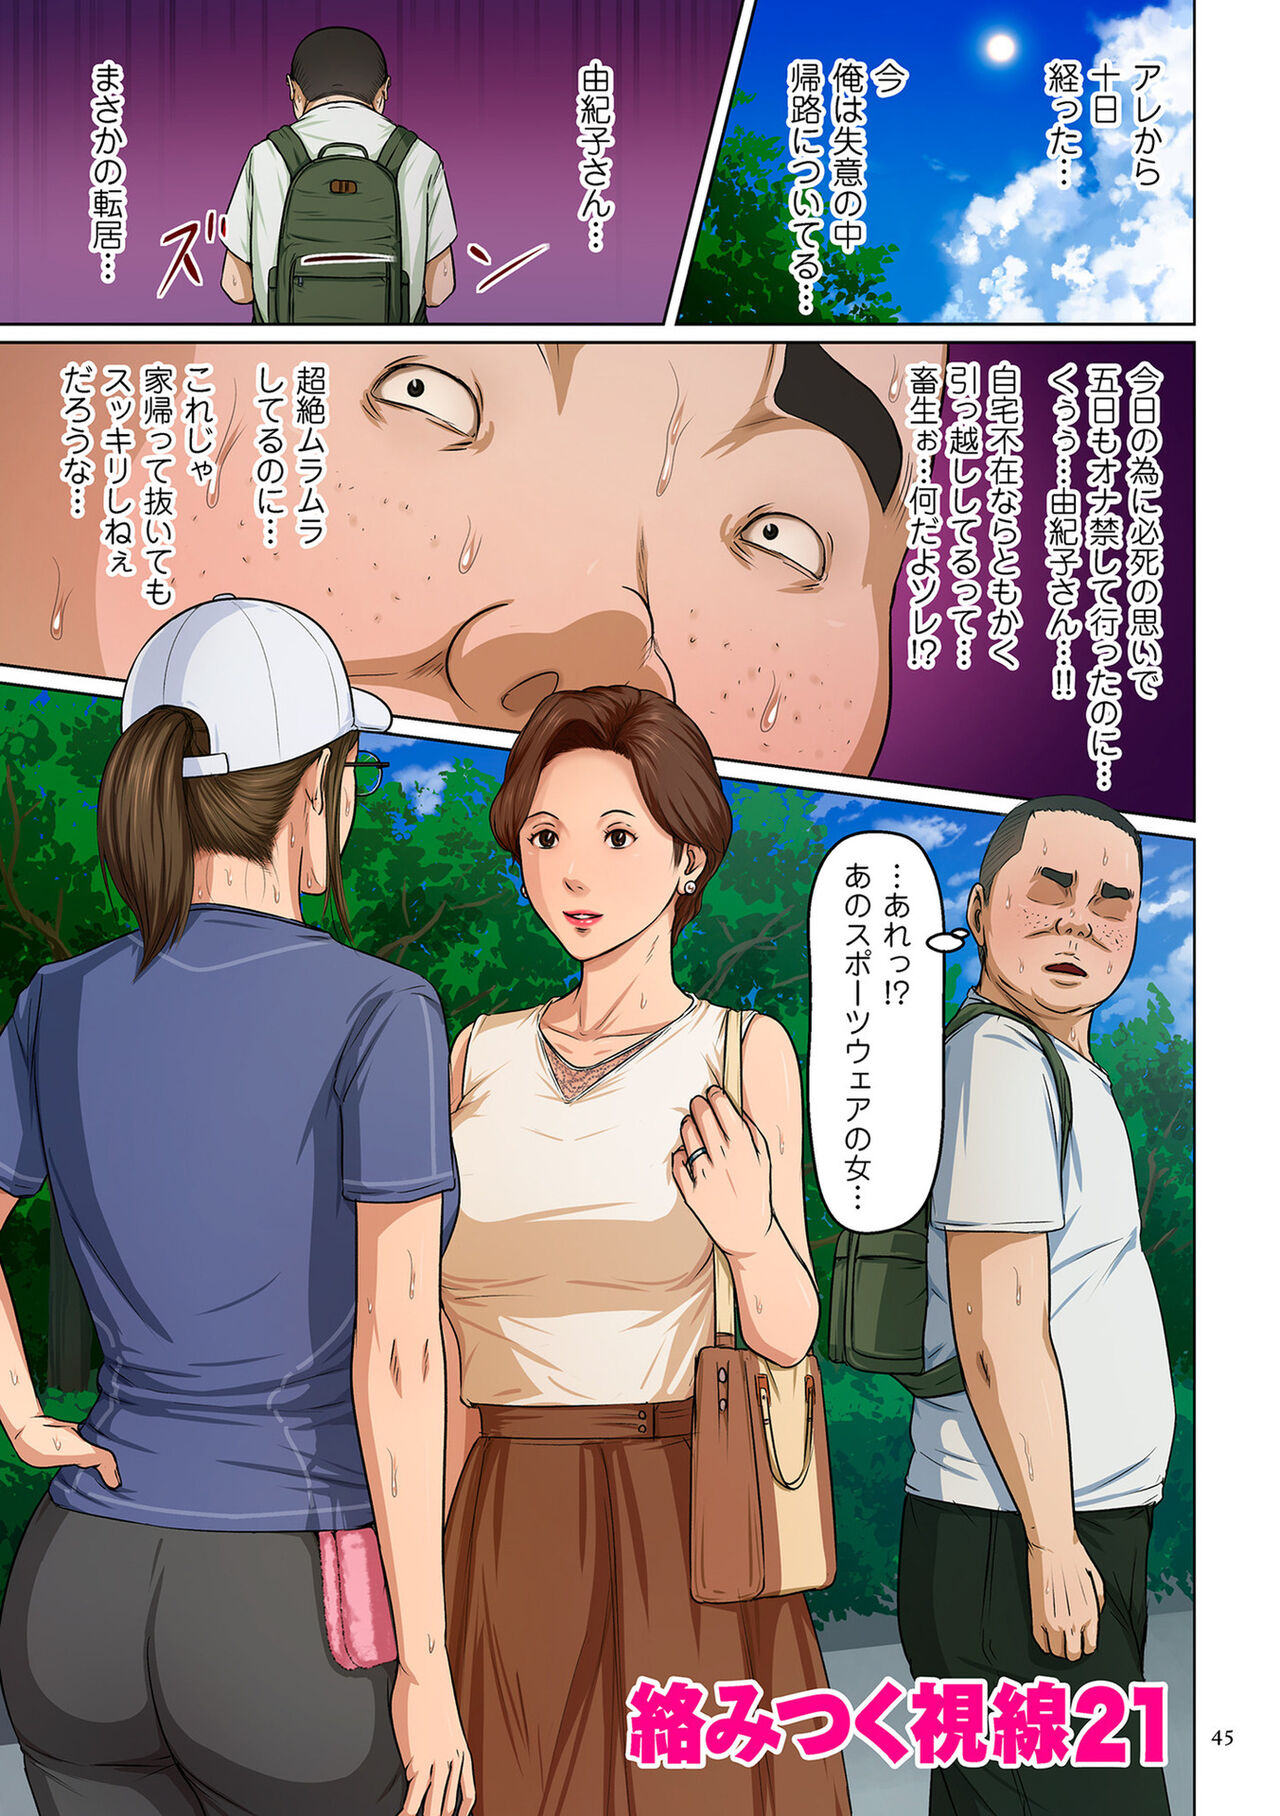 アレから
十日
経った…
今
俺は失意の中
帰路についてる…
由紀子さん…
ズーン
まさかの転居…
今日の為に必死の思いで
五日もオナ禁して行ったのに…
くぅぅ…由紀子さん…!!
自宅不在ならともかく
引っ越ししてるって…
畜生ぉ…何だよソレ!?
超絶ムラムラ
してるのに…
これじゃ
家帰って抜いても
スッキリしねぇ
だろうな…
…あれっ!?
あのスポーツウェアの女…
絡みつく視線21
45